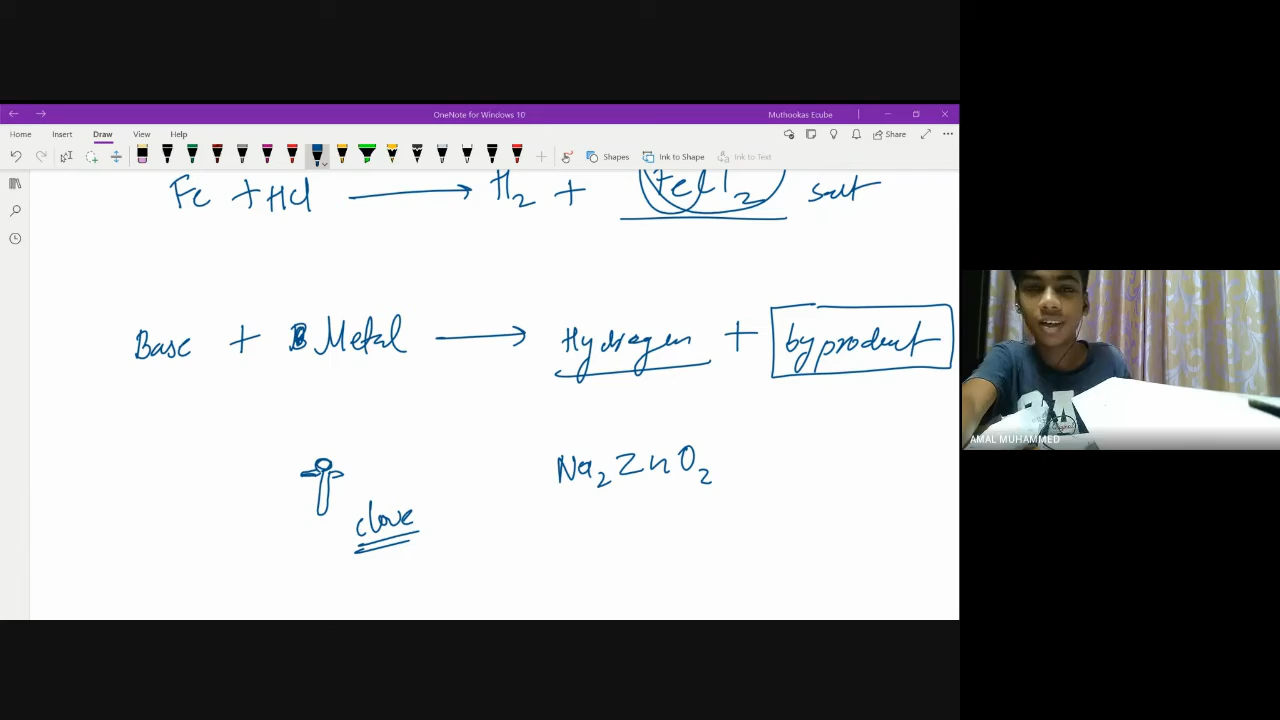 OneNote for Windows 10
Muthookas Ecube
Home Insert Draw View Help
Share
Shapes Ink to Shape Ink to Text
Fe + HCl → H2 + FeCl2 salt
Base + Metal → Hydrogen + byproduct
Na2ZnO2
clove
AMAL MUHAMMED